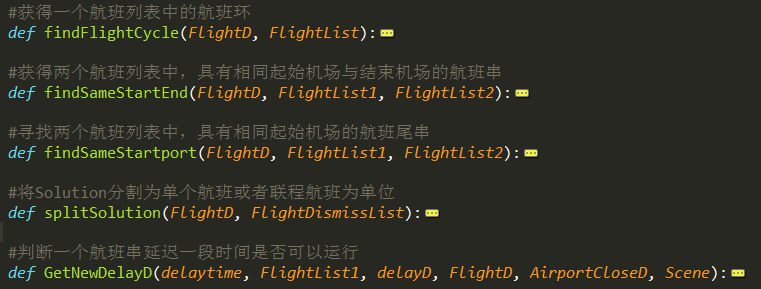 #获得一个航班列表中的航班环
def findFlightCycle(FlightD, FlightList):
#获得两个航班列表中，具有相同起始机场与结束机场的航班串
def findSameStartEnd(FlightD, FlightList1, FlightList2):
#寻找两个航班列表中，具有相同起始机场的航班尾串
def findSameStartport(FlightD, FlightList1, FlightList2):
#将Solution分割为单个航班或者联程航班为单位
def splitSolution(FlightD, FlightDismissList):
#判断一个航班串延迟一段时间是否可以运行
def GetNewDelayD(delaytime, FlightList1, delayD, FlightD, AirportCloseD, Scene):